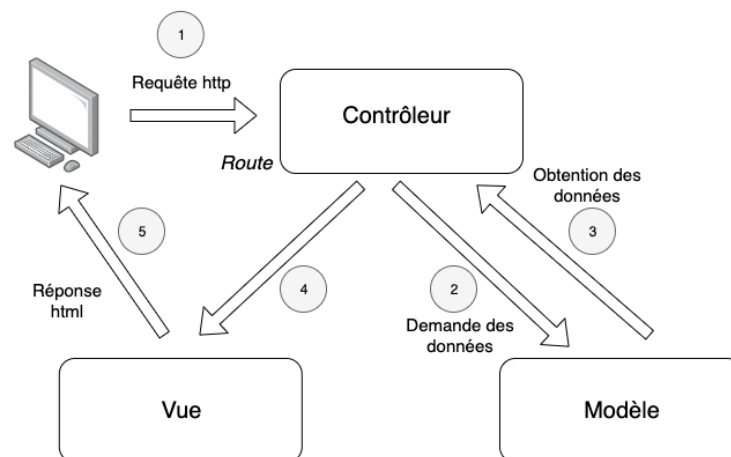 1
Requête http
Contrôleur
Route
Obtention des
données
3
5
4
2
Réponse
html
Demande des
données
Vue
Modèle